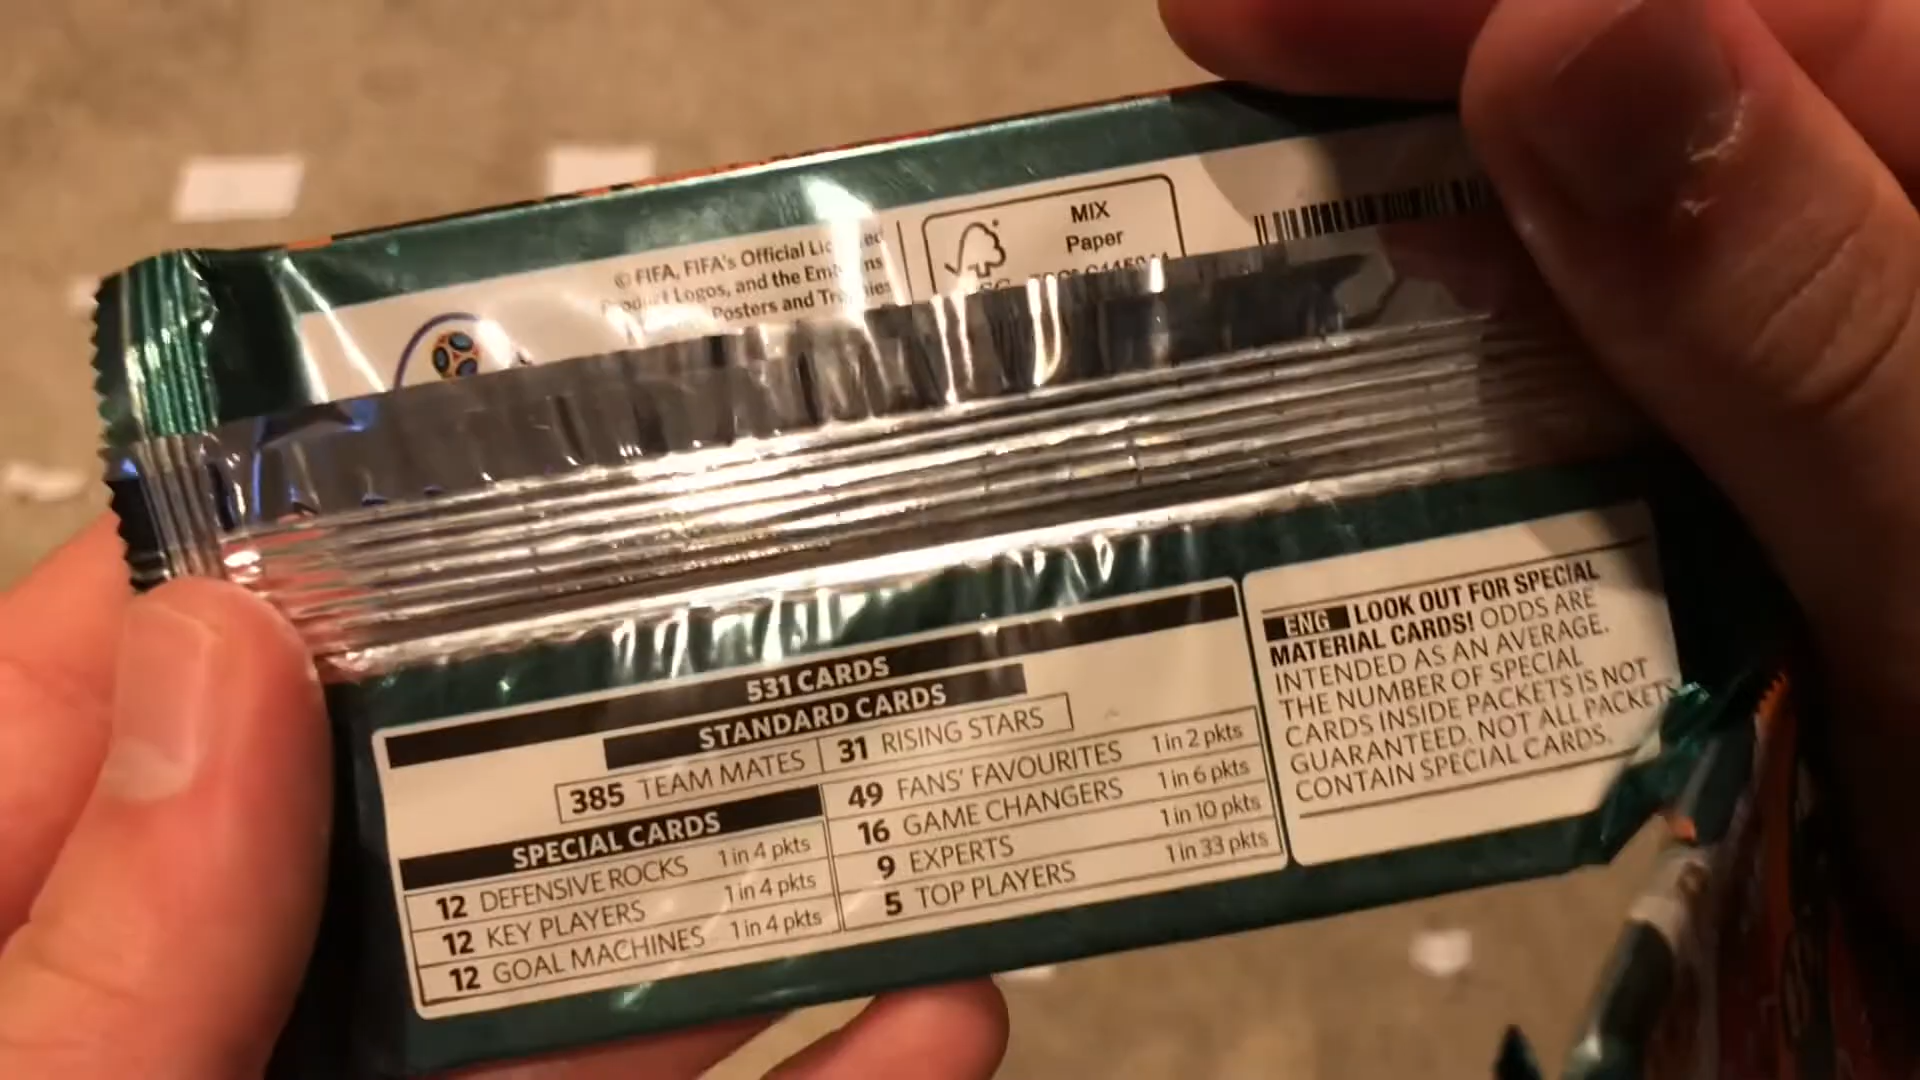 © FIFA, FIFA's Official
Product Logos, and the
Posters and
MIX
Paper
531 CARDS
STANDARD CARDS
385 TEAM MATES 31 RISING STARS
SPECIAL CARDS
12 DEFENSIVE ROCKS 1 in 4 pkts
12 KEY PLAYERS 1 in 4 pkts
12 GOAL MACHINES 1 in 4 pkts
49 FANS' FAVOURITES 1 in 2 pkts
16 GAME CHANGERS 1 in 6 pkts
9 EXPERTS 1 in 10 pkts
5 TOP PLAYERS 1 in 33 pkts
ENG LOOK OUT FOR SPECIAL
MATERIAL CARDS! ODDS ARE
INTENDED AS AN AVERAGE.
THE NUMBER OF SPECIAL
CARDS INSIDE PACKETS IS NOT
GUARANTEED. NOT ALL PACKETS
CONTAIN SPECIAL CARDS.